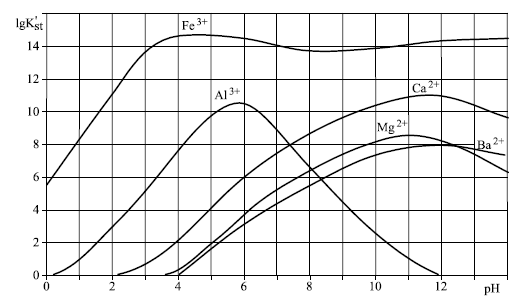 lgK'st
Fe3+
14
12
Al3+
Ca2+
10
Mg2+
8
Ba2+
6
4
2
0
0 2 4 6 8 10 12 pH